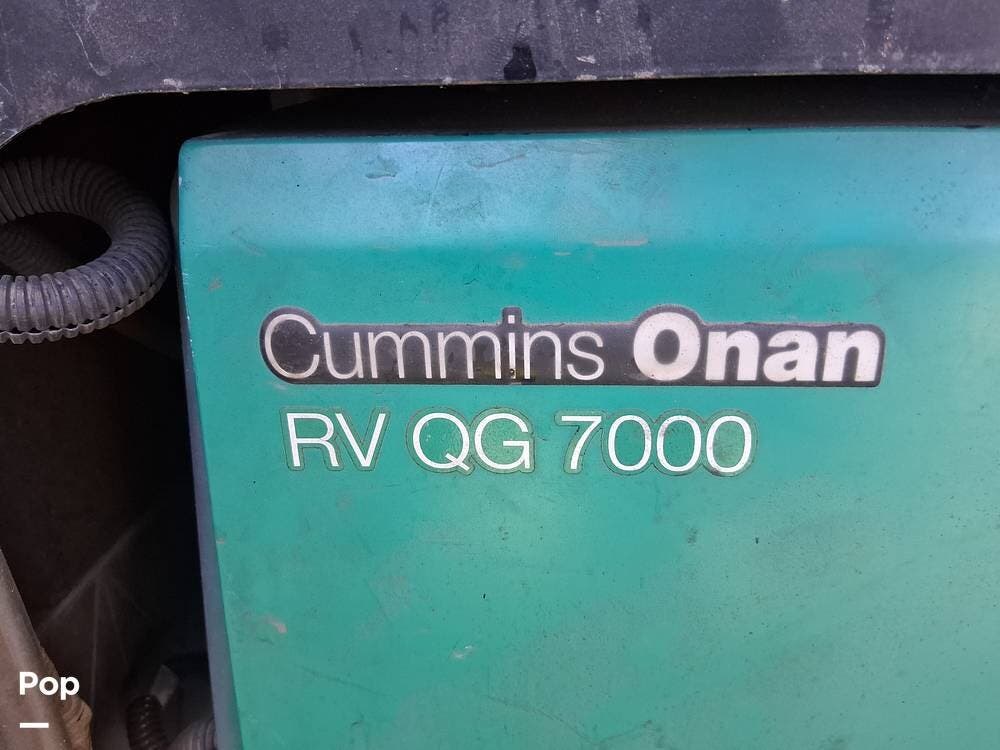 Cummins Onan
RV QG 7000
Pop